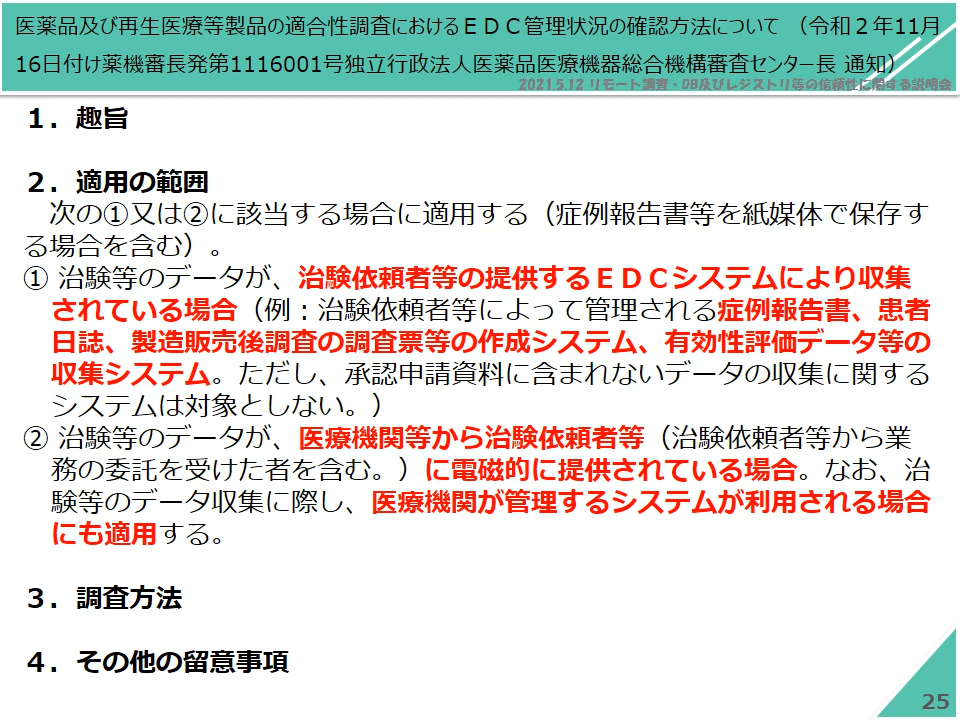 医薬品及び再生医療等製品の適合性調査におけるＥＤＣ管理状況の確認方法について （令和２年11月
16日付け薬機審長発第1116001号独立行政法人医薬品医療機器総合機構審査センター長 通知）
2021.5.12 リモート調査・DB及びレジストリ等の信頼性に関する説明会
１．趣旨
２．適用の範囲
次の①又は②に該当する場合に適用する（症例報告書等を紙媒体で保存す
る場合を含む）。
① 治験等のデータが、治験依頼者等の提供するＥＤＣシステムにより収集
されている場合（例：治験依頼者等によって管理される症例報告書、患者
日誌、製造販売後調査の調査票等の作成システム、有効性評価データ等の
収集システム。ただし、承認申請資料に含まれないデータの収集に関する
システムは対象としない。）
② 治験等のデータが、医療機関等から治験依頼者等（治験依頼者等から業
務の委託を受けた者を含む。）に電磁的に提供されている場合。なお、治
験等のデータ収集に際し、医療機関が管理するシステムが利用される場合
にも適用する。
３．調査方法
４．その他の留意事項
25